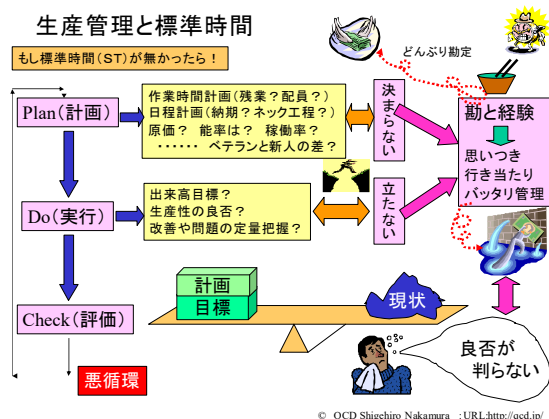 生産管理と標準時間
もし標準時間(ST)が無かったら！
どんぶり勘定
Plan(計画)
作業時間計画(残業？配員？)
日程計画(納期？ネック工程？)
原価？ 能率は？ 稼働率？
‥‥‥ ベテランと新人の差？
決まらない
勘と経験
思いつき
行き当たり
バッタリ管理
Do(実行)
出来高目標？
生産性の良否？
改善や問題の定量把握？
立たない
計画
目標
現状
Check(評価)
良否が
判らない
悪循環
© QCD Shigehiro Nakamura ：URL:http://qcd.jp/